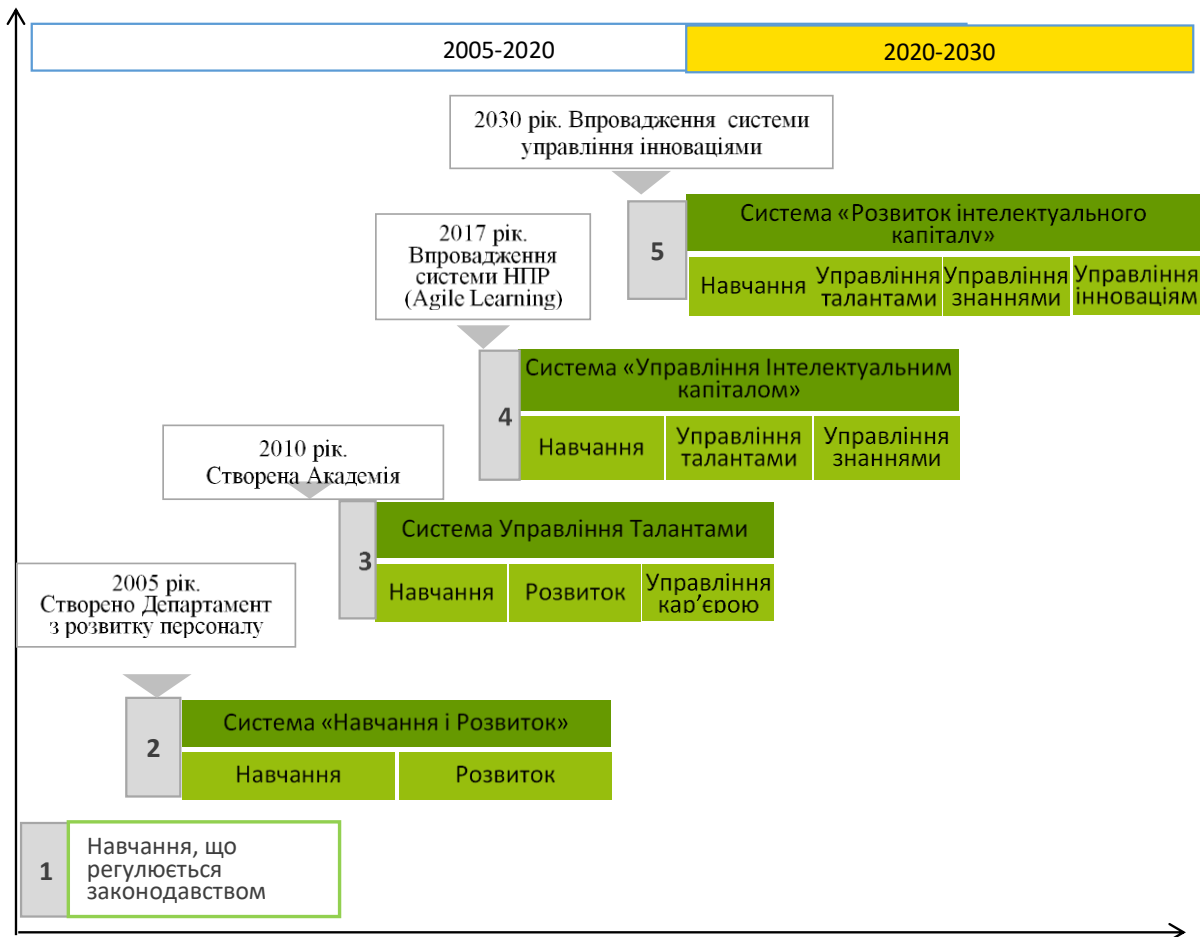 2005-2020
2020-2030
2030 рік. Впровадження системи
управління інноваціями
5
Система «Розвиток інтелектуального
капіталу»
Навчання
Управління
талантами
Управління
знаннями
Управління
інноваціям
2017 рік.
Впровадження
системи НПР
(Agile Learning)
4
Система «Управління Інтелектуальним
капіталом»
Навчання
Управління
талантами
Управління
знаннями
2010 рік.
Створена Академія
3
Система Управління Талантами
Навчання
Розвиток
Управління
кар’єрою
2005 рік.
Створено Департамент
з розвитку персоналу
2
Система «Навчання і Розвиток»
Навчання
Розвиток
1
Навчання, що
регулюється
законодавством